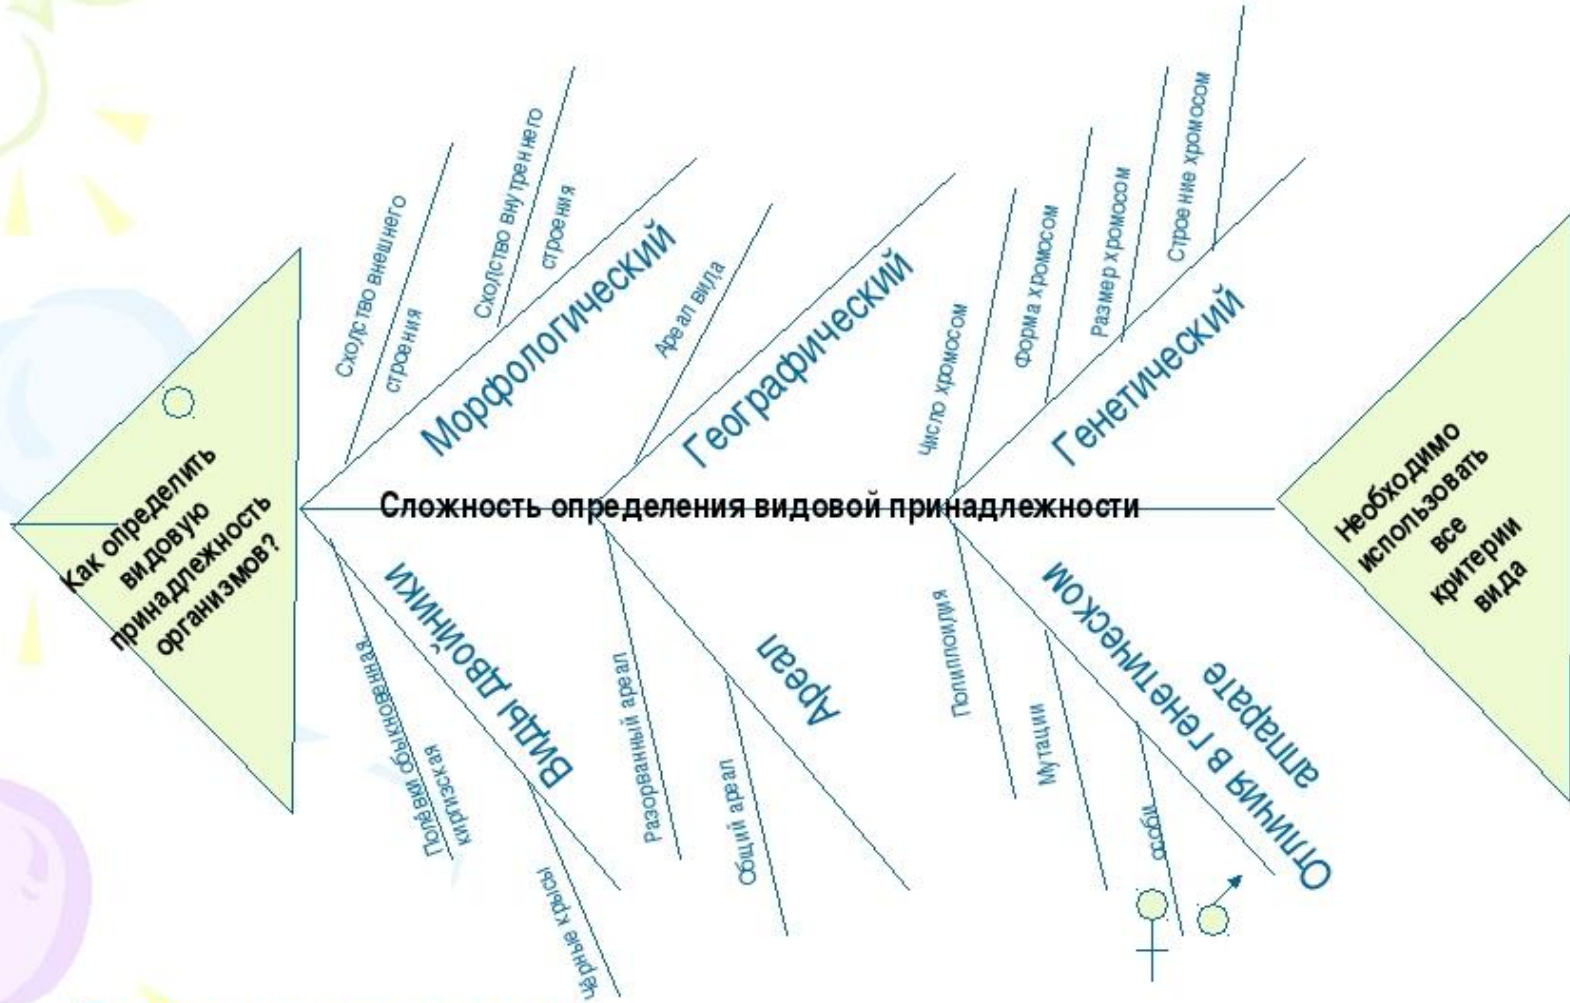 Как определить
видовую
принадлежность
организмов?
Сходство внешнего
строения
Сходство внутреннего
строения
Морфологический
Ареал вида
Географический
Число хромосом
Форма хромосом
Размер хромосом
Строение хромосом
Генетический
Сложность определения видовой принадлежности
Виды двойники
Полёвки обыкновенная
киргизская
чёрные крысы
Ареал
Разорванный ареал
Общий ареал
Отличия в генетическом
аппарате
Полиплоидия
Мутации
особи
Необходимо
использовать
все
критерии
вида